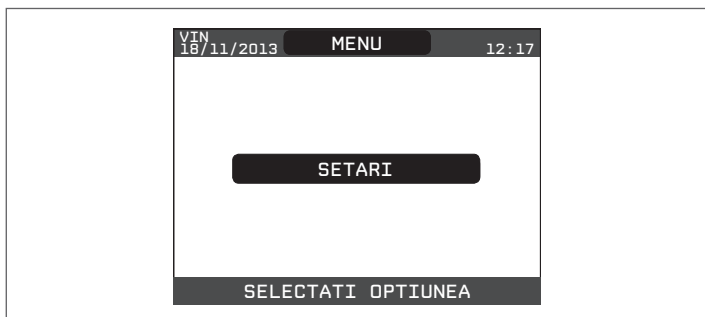 VIN
18/11/2013 MENU 12:17
SETARI
SELECTATI OPTIUNEA